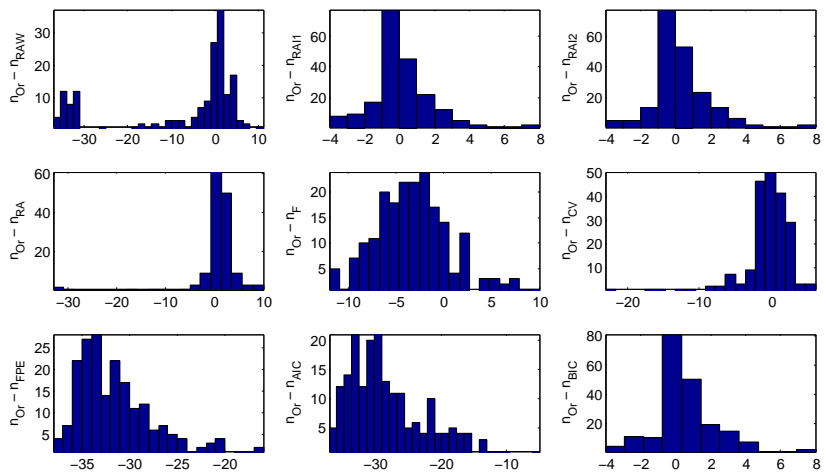 n_Or − n_RAW
30
20
10
−30 −20 −10 0 10
n_Or − n_RAI1
60
40
20
−4 −2 0 2 4 6 8
n_Or − n_RAI2
60
40
20
−4 −2 0 2 4 6 8
n_Or − n_RA
60
40
20
−30 −20 −10 0 10
n_Or − n_F
20
15
10
5
−10 −5 0 5 10
n_Or − n_CV
50
40
30
20
10
−20 −10 0
n_Or − n_FPE
25
20
15
10
5
−35 −30 −25 −20
n_Or − n_AIC
20
15
10
5
−30 −20 −10
n_Or − n_BIC
80
60
40
20
−4 −2 0 2 4 6 8